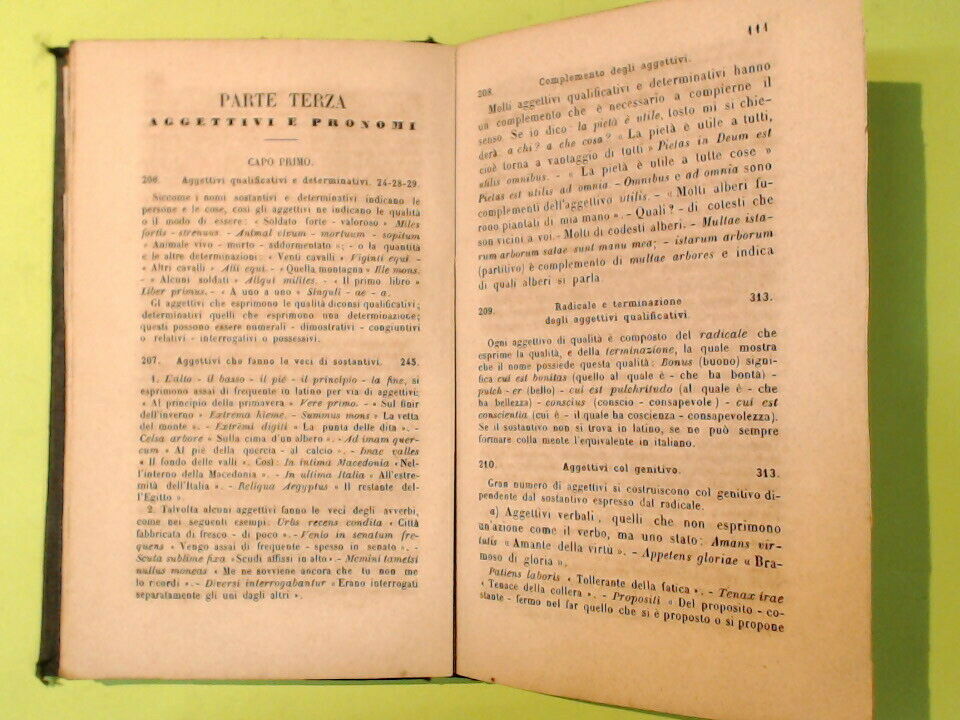 PARTE TERZA
AGGETTIVI E PRONOMI
CAPO PRIMO.
206. Aggettivi qualificativi e determinativi. 24-28-29.
Siccome i nomi sostantivi e determinativi indicano le
persone e le cose, così gli aggettivi ne indicano le qualità
o il modo di essere: « Soldato forte - valoroso » Miles
fortis - strenuus. - Animal vivum - mortuum - sopitum
« Animale vivo - morto - addormentato »; - o la quantità
e le altre determinazioni: « Venti cavalli » Viginti equi. -
« Altri cavalli » Alii equi. - « Quella montagna » Ille mons.
- « Alcuni soldati » Aliqui milites. - « Il primo libro »
Liber primus. - « A uno a uno » Singuli - ae - a.
Gli aggettivi che esprimono le qualità diconsi qualificativi;
determinativi quelli che esprimono una determinazione;
questi possono essere numerali - dimostrativi - congiuntivi
o relativi - interrogativi o possessivi.
207. Aggettivi che fanno le veci di sostantivi. 245.
1. L'alto - il basso - il piè - il principio - la fine, si
esprimono assai di frequente in latino per via di aggettivi:
« Al principio della primavera » Vere primo. - « Sul finir
dell'inverno » Extrema hieme. - Summus mons « La vetta
del monte ». - Extremi digiti « La punta delle dita ». -
Celsa arbore « Sulla cima d'un albero ». - Ad imam quer-
cum « Al piè della quercia - al calcio ». - Imae valles
« Il fondo delle valli ». Così: In intima Macedonia «Nel-
l'interno della Macedonia ». - In ultima Italia « All'estre-
mità dell'Italia ». - Reliqua Aegyptus « Il restante del-
l'Egitto »
2. Talvolta alcuni aggettivi fanno le veci degli avverbi,
come nei seguenti esempi: Urbs recens condita « Città
fabbricata di fresco - di poco ». - Venio in senatum fre-
quens « Vengo assai di frequente - spesso in senato ». -
Scuta sublime fixa «Scudi affissi in alto» - Memini tametsi
nullus moneas « Me ne sovviene ancora che tu non me
lo ricordi ». - Diversi interrogabantur « Erano interrogati
separatamente gli uni dagli altri ».
111
208. Complemento degli aggettivi.
Molti aggettivi qualificativi e determinativi hanno
un complemento che è necessario a compierne il
senso. Se io dico: la pietà è utile, tosto mi si chie-
derà a chi? a che cosa? « La pietà è utile a tutti,
cioè torna a vantaggio di tutti » Pietas in Deum est
utilis omnibus. - « La pietà è utile a tutte cose »
Pietas est utilis ad omnia - Omnibus e ad omnia sono
complementi dell'aggettivo utilis. - « Molti alberi fu-
rono piantati di mia mano ». - Quali? - di cotesti che
son vicini a voi. - Molti di codesti alberi. - Multae ista-
rum arborum satae sunt manu mea; - istarum arborum
(partitivo) è complemento di multae arbores e indica
di quali alberi si parla
209. Radicale e terminazione 313.
degli aggettivi qualificativi.
Ogni aggettivo di qualità è composto del radicale che
esprime la qualità, e della terminazione, la quale mostra
che il nome possiede questa qualità: Bonus (buono) signi-
fica cui est bonitas (quello al quale è - che ha bontà) -
pulch-er (bello) - cui est pulchritudo (al quale è - che
ha bellezza) - conscius (conscio - consapevole) - cui est
conscientia (cui è - il quale ha coscienza - consapevolezza).
Se il sostantivo non si trova in latino, se ne può sempre
formare colla mente l'equivalente in italiano.
210. Aggettivi col genitivo. 313.
Gran numero di aggettivi si costruiscono col genitivo di-
pendente dal sostantivo espresso dal radicale.
a) Aggettivi verbali, quelli che non esprimono
un'azione come il verbo, ma uno stato: Amans vir-
tutis « Amante della virtù ». - Appetens gloriae « Bra-
moso di gloria ».
Patiens laboris « Tollerante della fatica ». - Tenax irae
« Tenace della collera ». - Propositi « Del proposito - co-
stante - fermo nel far quello che si è proposto o si propone